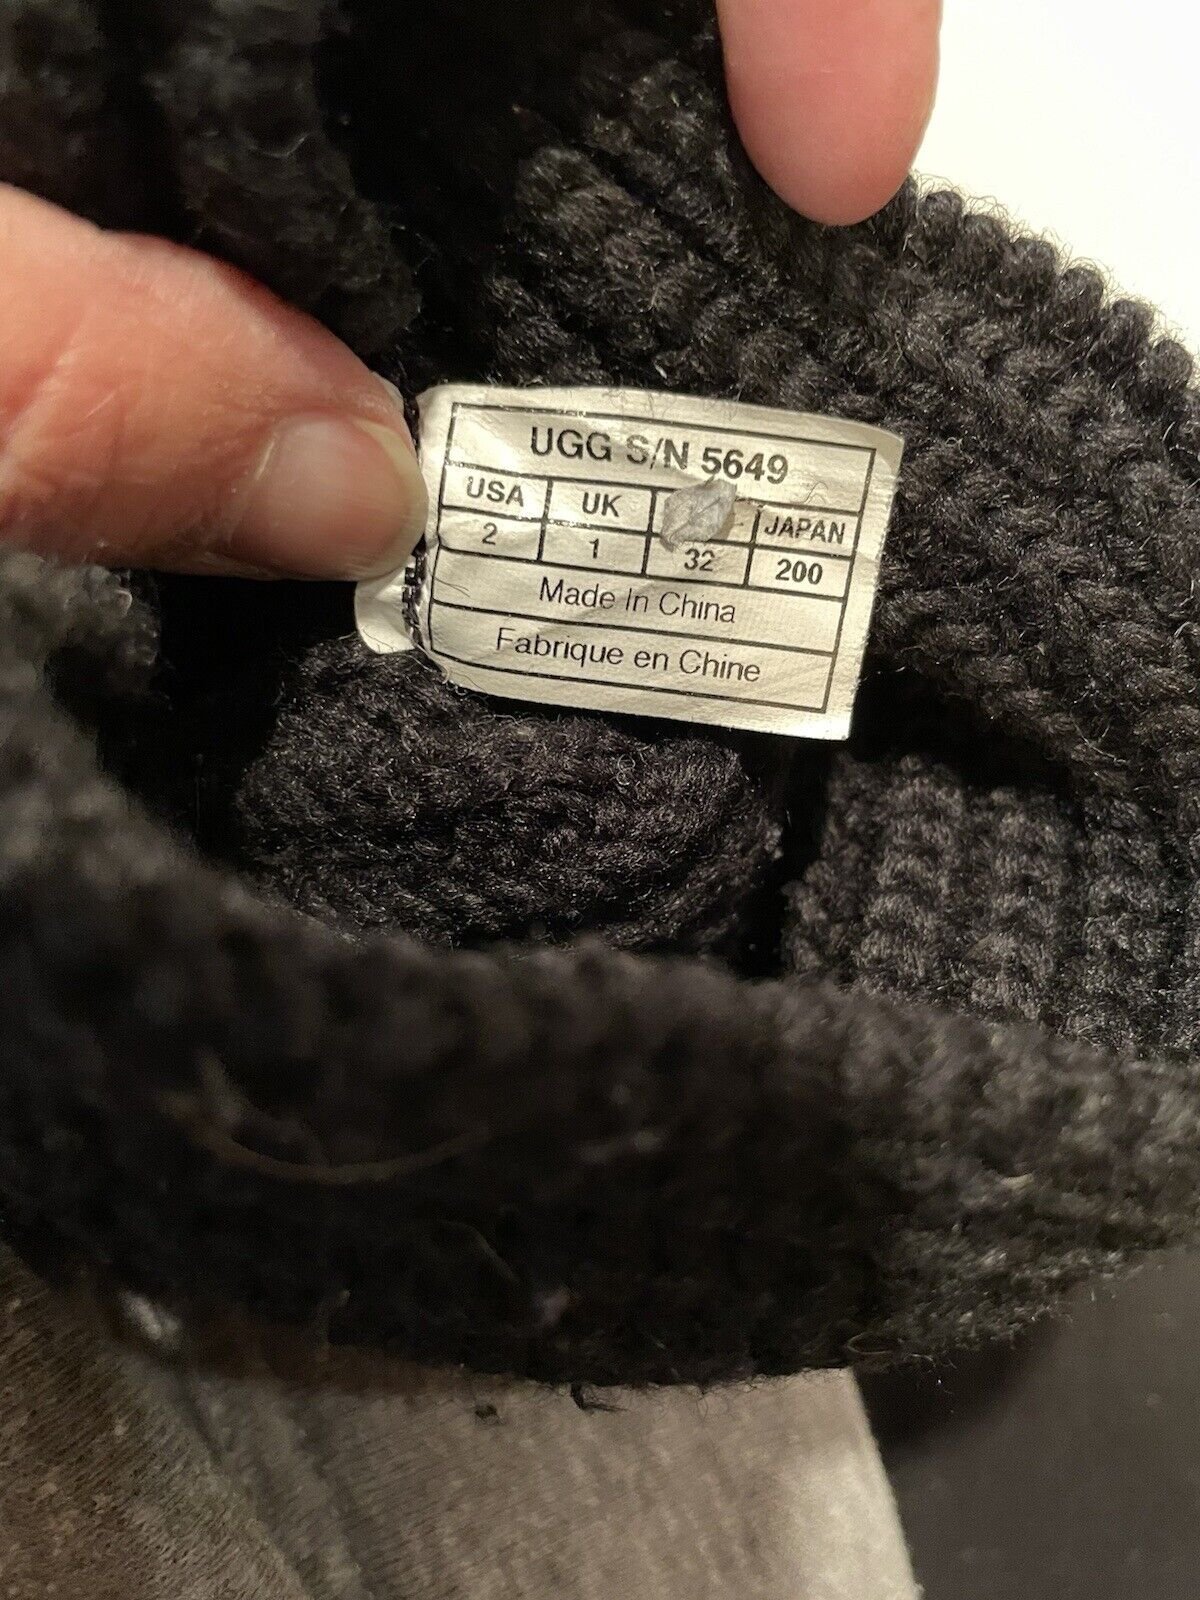 UGG S/N 5649
USA UK JAPAN
2 1 32 200
Made In China
Fabrique en Chine